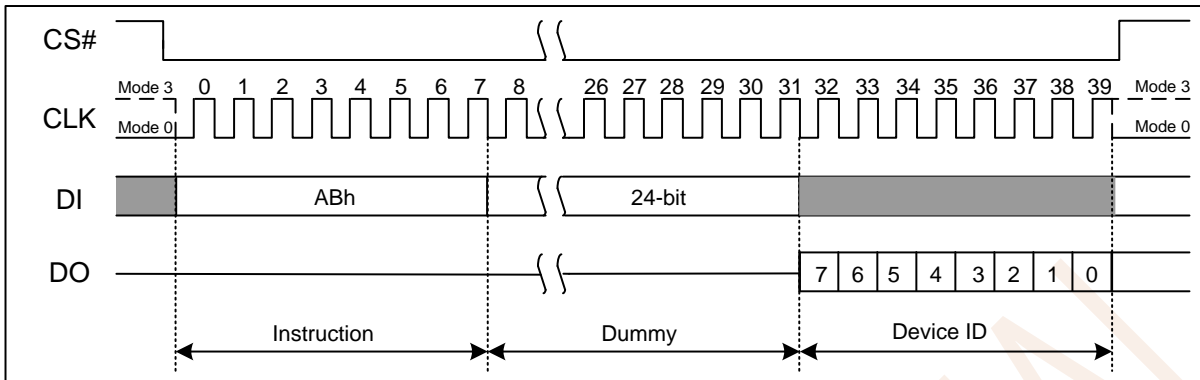 CS#
Mode 3 0 1 2 3 4 5 6 7 8 26 27 28 29 30 31 32 33 34 35 36 37 38 39 Mode 3
CLK
Mode 0 Mode 0
DI ABh 24-bit
DO 7 6 5 4 3 2 1 0
Instruction Dummy Device ID